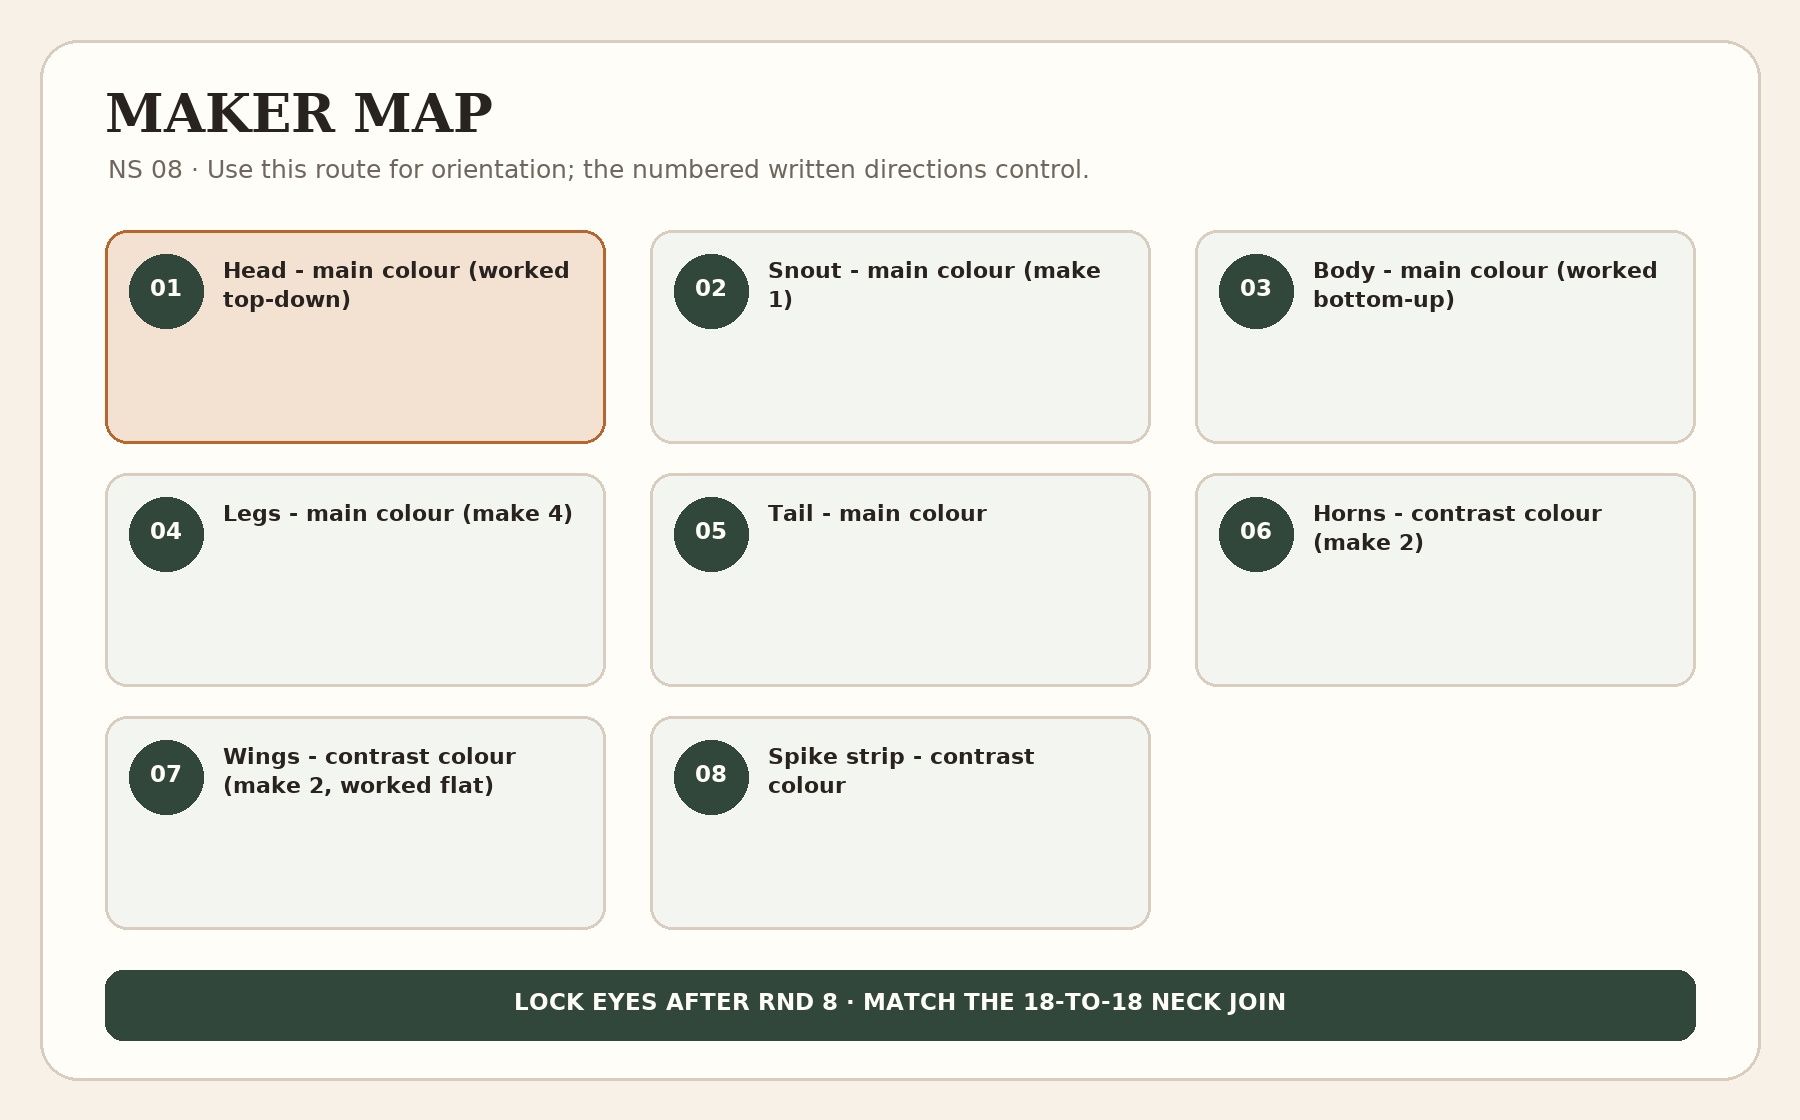 MAKER MAP
NS 08 · Use this route for orientation; the numbered written directions control.
01
Head - main colour (worked
top-down)
02
Snout - main colour (make
1)
03
Body - main colour (worked
bottom-up)
04
Legs - main colour (make 4)
05
Tail - main colour
06
Horns - contrast colour
(make 2)
07
Wings - contrast colour
(make 2, worked flat)
08
Spike strip - contrast
colour
LOCK EYES AFTER RND 8 · MATCH THE 18-TO-18 NECK JOIN